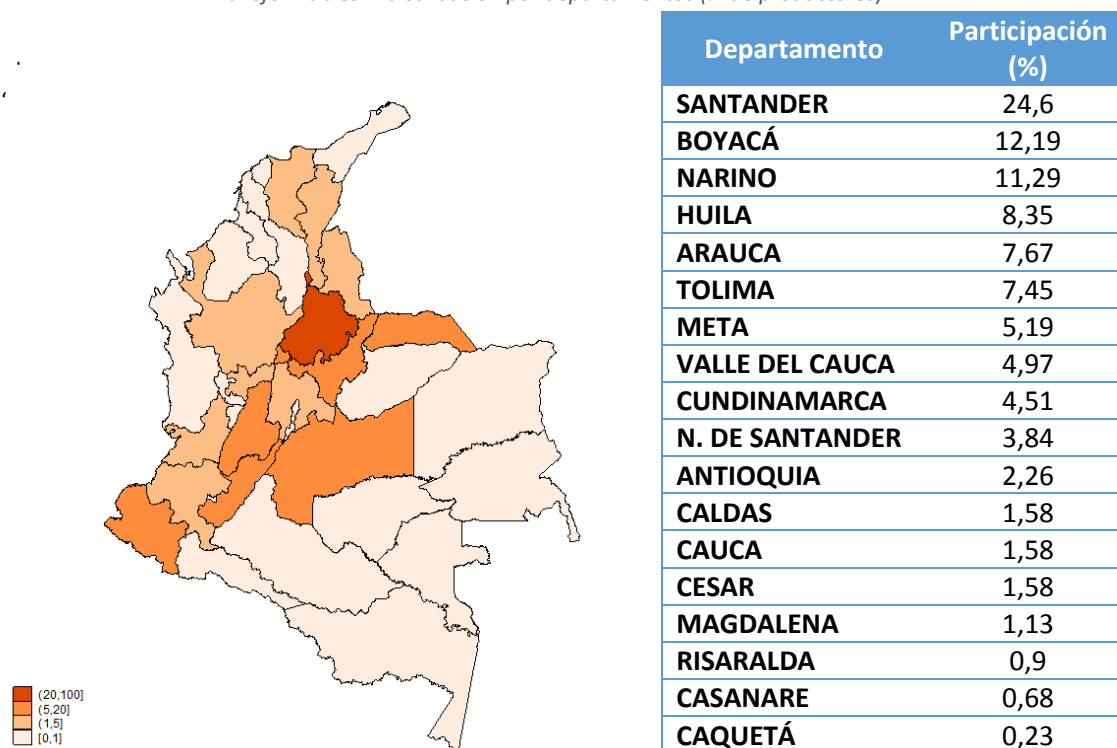 Departamento Participación (%)
SANTANDER 24,6
BOYACÁ 12,19
NARINO 11,29
HUILA 8,35
ARAUCA 7,67
TOLIMA 7,45
META 5,19
VALLE DEL CAUCA 4,97
CUNDINAMARCA 4,51
N. DE SANTANDER 3,84
ANTIOQUIA 2,26
CALDAS 1,58
CAUCA 1,58
CESAR 1,58
MAGDALENA 1,13
RISARALDA 0,9
CASANARE 0,68
CAQUETÁ 0,23
(20,100]
(5,20]
(1,5]
[0,1]